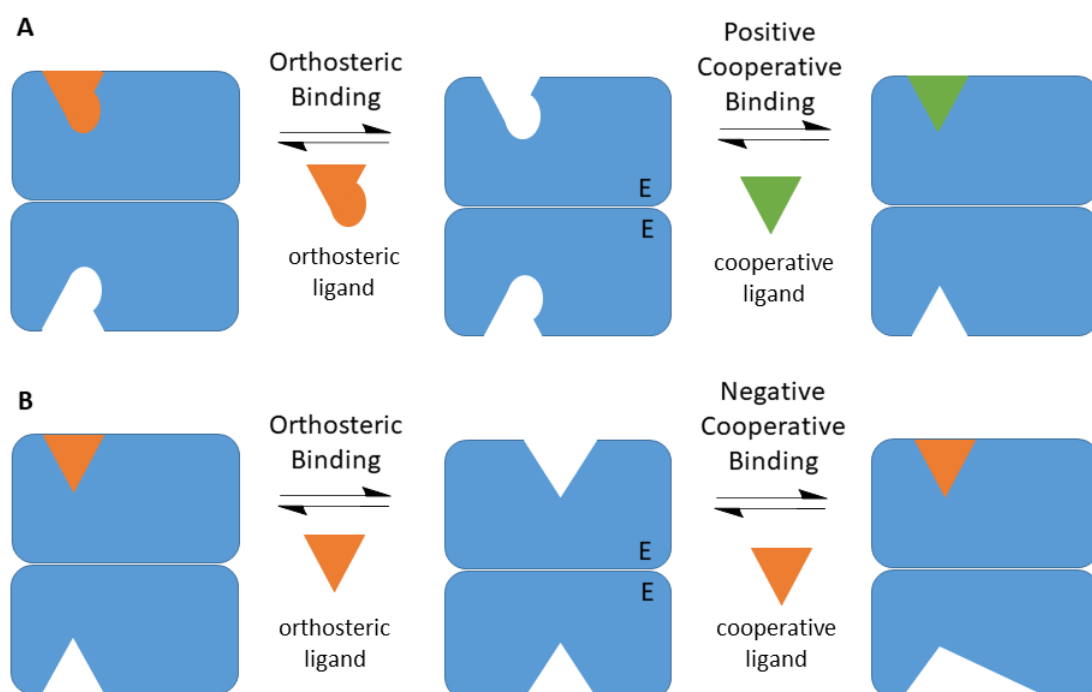 A
Orthosteric
Binding
Positive
Cooperative
Binding
E
E
orthosteric
ligand
cooperative
ligand
B
Orthosteric
Binding
Negative
Cooperative
Binding
E
E
orthosteric
ligand
cooperative
ligand